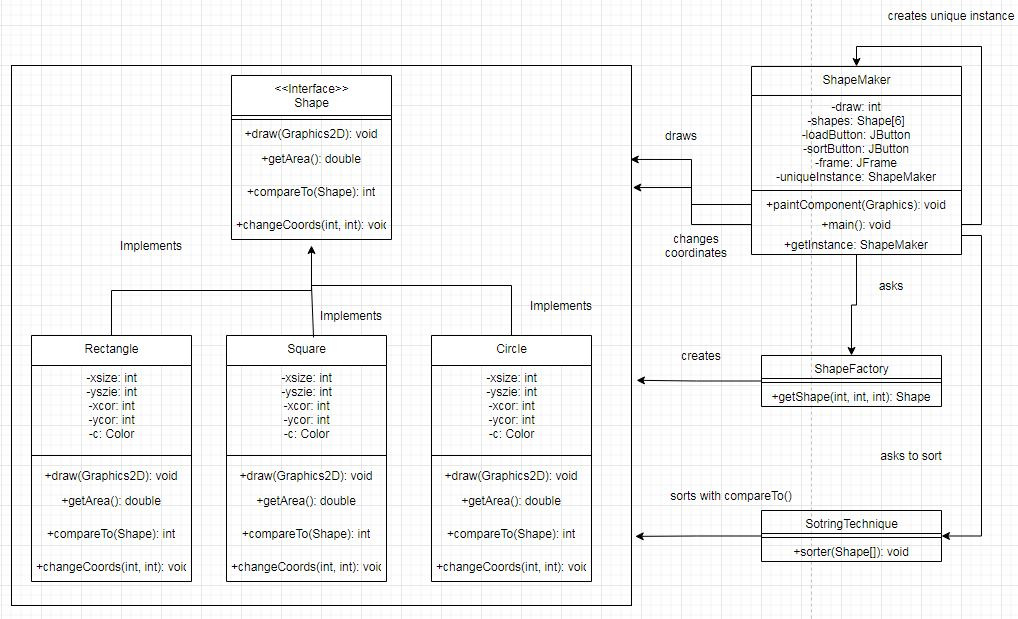 creates unique instance
<<Interface>>
Shape
+draw(Graphics2D): void
+getArea(): double
+compareTo(Shape): int
+changeCoords(int, int): voic
ShapeMaker
-draw: int
-shapes: Shape[6]
-loadButton: JButton
-sortButton: JButton
-frame: JFrame
-uniqueInstance: ShapeMaker
+paintComponent(Graphics): void
+main(): void
+getInstance: ShapeMaker
draws
changes
coordinates
asks
Implements
Implements
Implements
Rectangle
-xsize: int
-yszie: int
-xcor: int
-ycor: int
-c: Color
+draw(Graphics2D): void
+getArea(): double
+compareTo(Shape): int
+changeCoords(int, int): voic
Square
-xsize: int
-yszie: int
-xcor: int
-ycor: int
-c: Color
+draw(Graphics2D): void
+getArea(): double
+compareTo(Shape): int
+changeCoords(int, int): voic
Circle
-xsize: int
-yszie: int
-xcor: int
-ycor: int
-c: Color
+draw(Graphics2D): void
+getArea(): double
+compareTo(Shape): int
+changeCoords(int, int): voic
creates
ShapeFactory
+getShape(int, int, int): Shape
asks to sort
sorts with compareTo()
SotringTechnique
+sorter(Shape[]): void